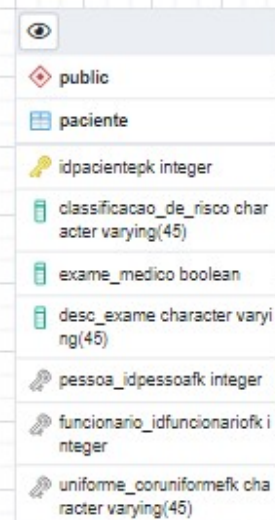 public
paciente
idpacientepk integer
classificacao_de_risco char
acter varying(45)
exame_medico boolean
desc_exame character varyi
ng(45)
pessoa_idpessoafk integer
funcionario_idfuncionariofk i
nteger
uniforme_coruniformefk cha
racter varying(45)